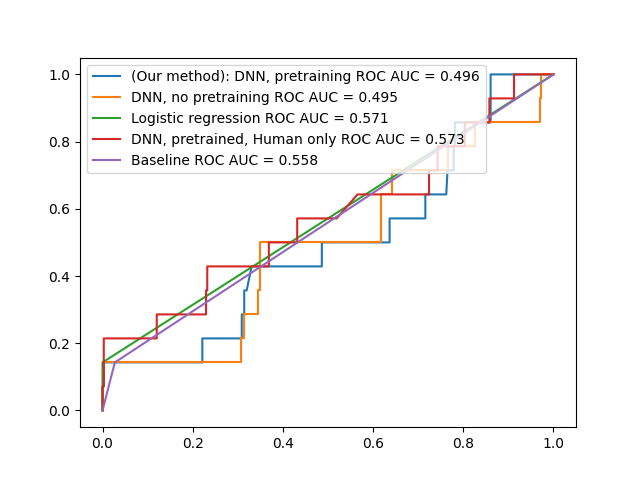 (Our method): DNN, pretraining ROC AUC = 0.496
DNN, no pretraining ROC AUC = 0.495
Logistic regression ROC AUC = 0.571
DNN, pretrained, Human only ROC AUC = 0.573
Baseline ROC AUC = 0.558
1.0
0.8
0.6
0.4
0.2
0.0
0.0 0.2 0.4 0.6 0.8 1.0